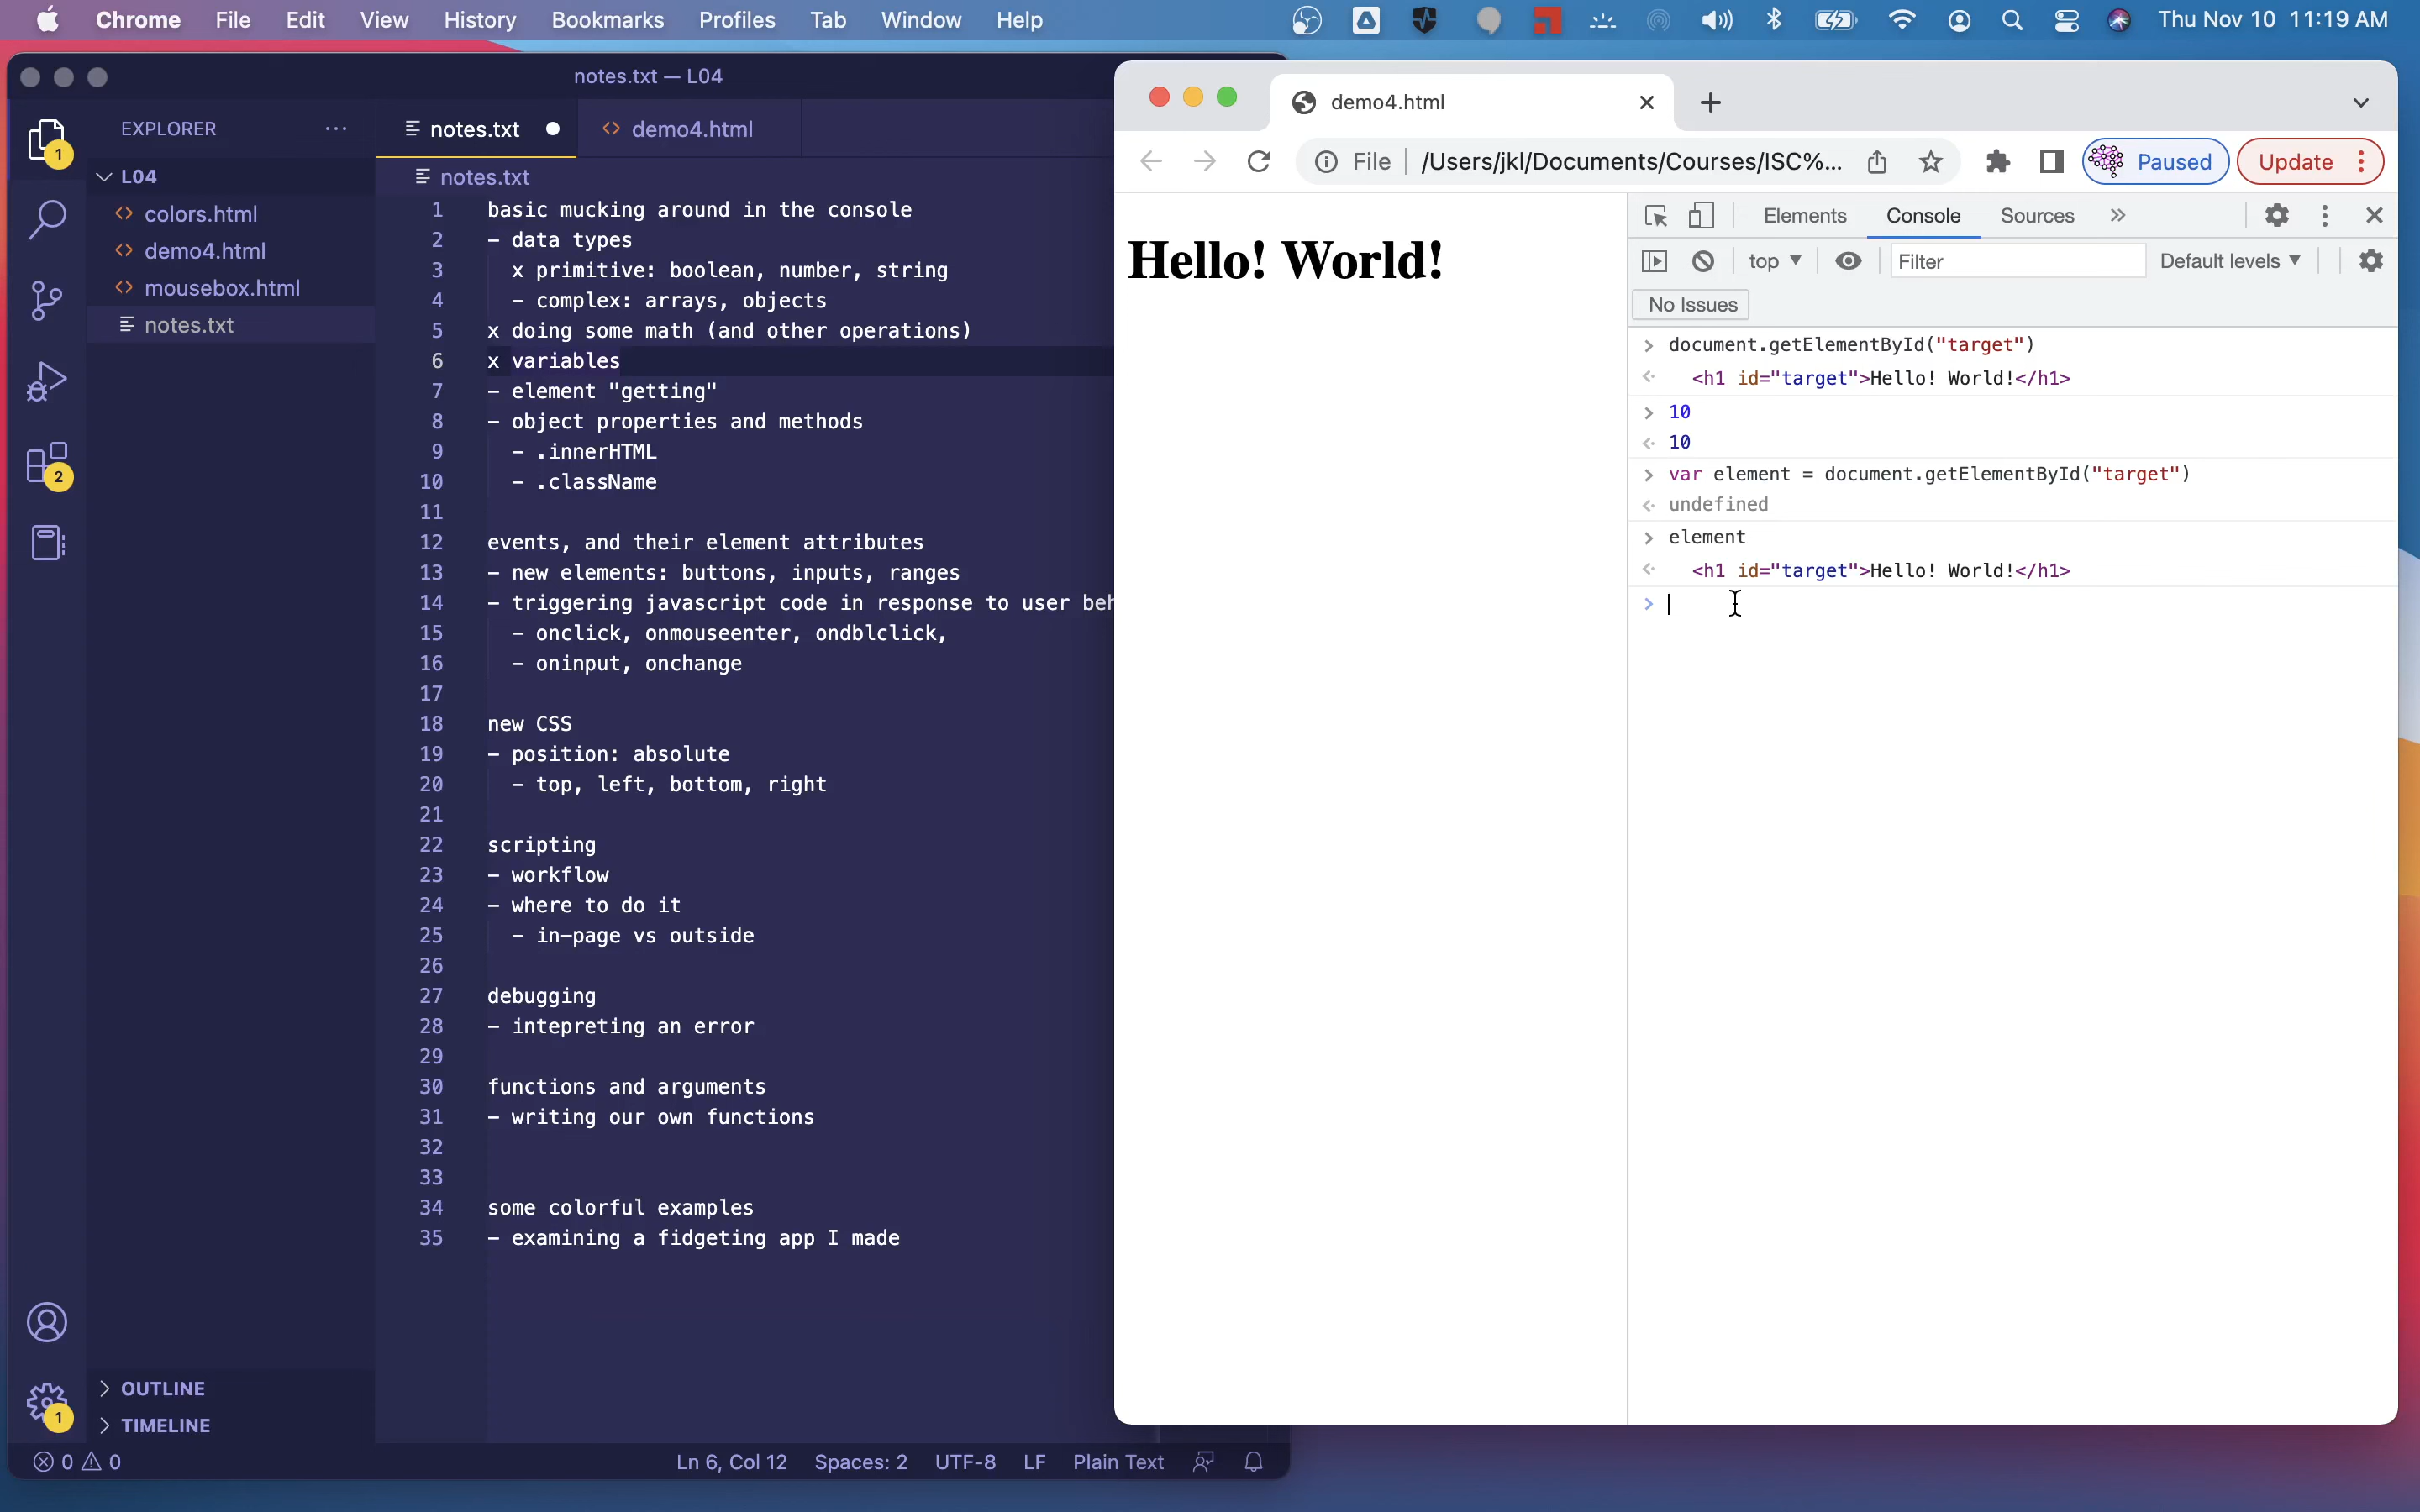 Chrome File Edit View History Bookmarks Profiles Tab Window Help Thu Nov 10 11:19 AM
notes.txt — L04
EXPLORER
1
L04
colors.html
demo4.html
mousebox.html
notes.txt
2
OUTLINE
1
TIMELINE
notes.txt demo4.html
notes.txt
1 basic mucking around in the console
2 - data types
3 x primitive: boolean, number, string
4 - complex: arrays, objects
5 x doing some math (and other operations)
6 x variables
7 - element "getting"
8 - object properties and methods
9 - .innerHTML
10 - .className
11
12 events, and their element attributes
13 - new elements: buttons, inputs, ranges
14 - triggering javascript code in response to user beh
15 - onclick, onmouseenter, ondblclick,
16 - oninput, onchange
17
18 new CSS
19 - position: absolute
20 - top, left, bottom, right
21
22 scripting
23 - workflow
24 - where to do it
25 - in-page vs outside
26
27 debugging
28 - intepreting an error
29
30 functions and arguments
31 - writing our own functions
32
33
34 some colorful examples
35 - examining a fidgeting app I made
0 0 Ln 6, Col 12 Spaces: 2 UTF-8 LF Plain Text
demo4.html
File /Users/jkl/Documents/Courses/ISC%... Paused Update
Hello! World!
Elements Console Sources
top Filter Default levels
No Issues
> document.getElementById("target")
<h1 id="target">Hello! World!</h1>
> 10
10
> var element = document.getElementById("target")
undefined
> element
<h1 id="target">Hello! World!</h1>
>